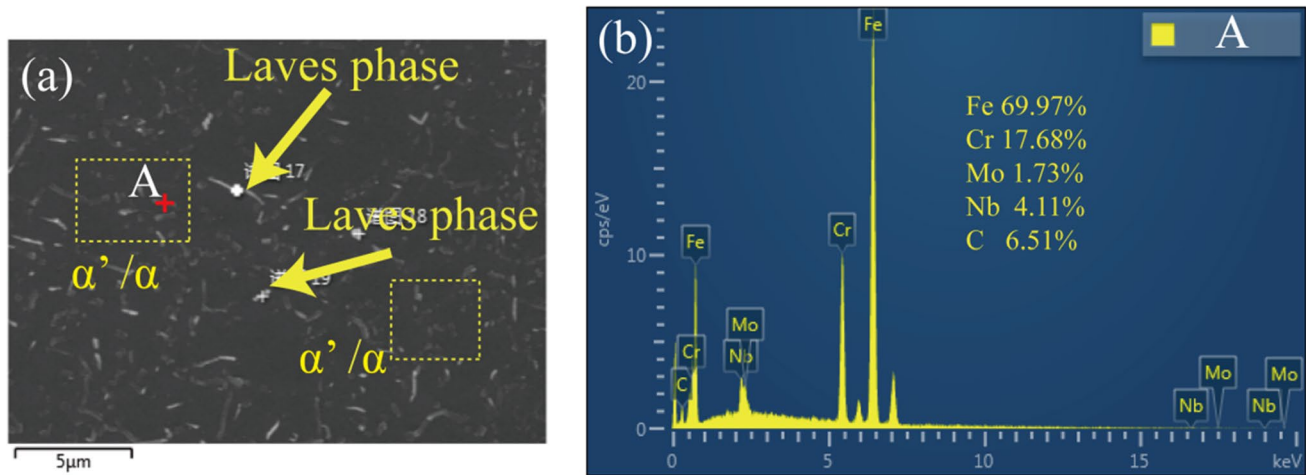 (a)
Laves phase
17
A
Laves phase
18
α’ /α
19
α’ /α
5μm
(b)
A
Fe
20
Fe 69.97%
Cr 17.68%
Mo 1.73%
Nb 4.11%
C 6.51%
cps/eV
Cr
Fe
10
Mo
Cr
Nb
C
Mo
Mo
Nb
Nb
0
0
5
10
15
keV